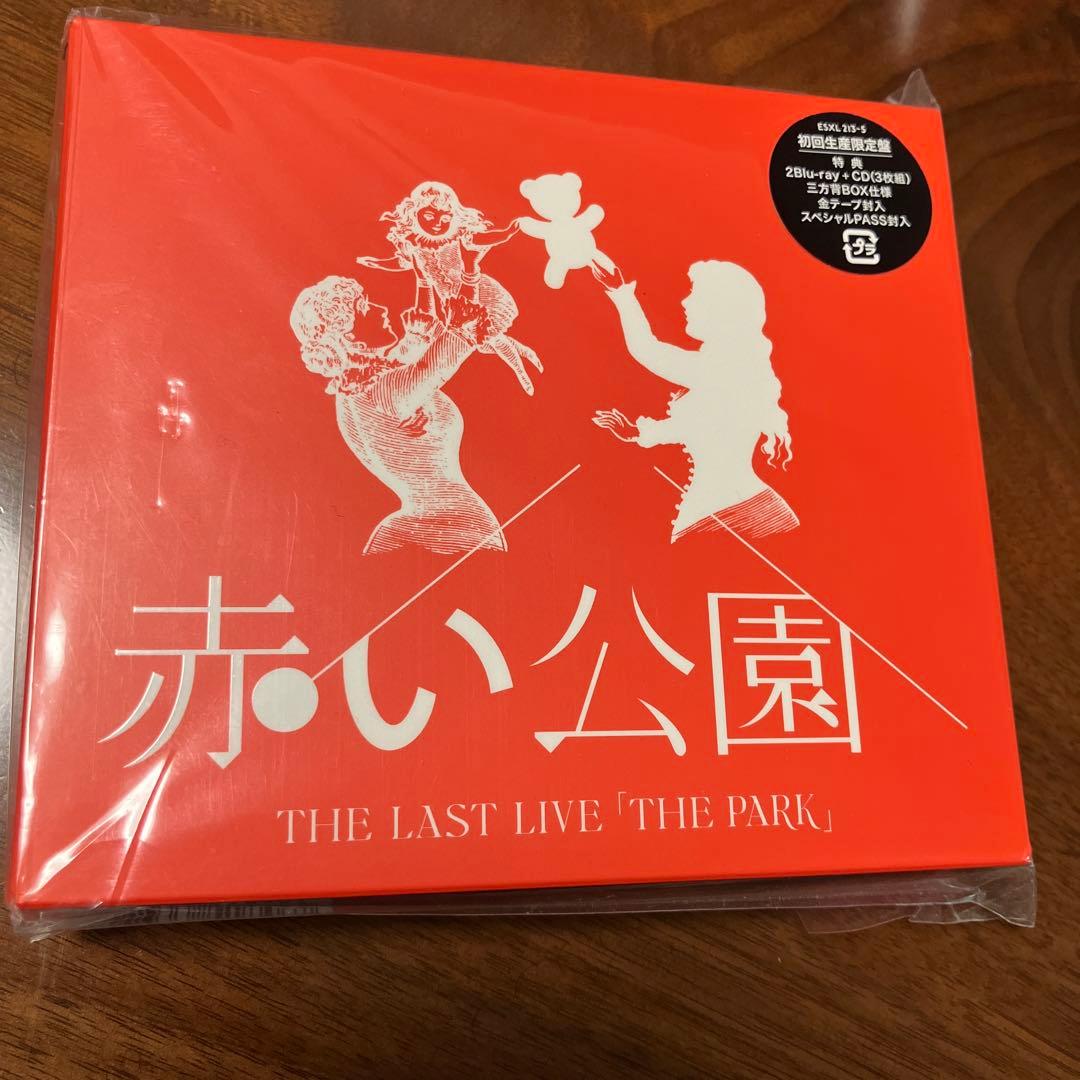 ESXL 213-5
初回生産限定盤
特典
2Blu-ray+CD(3枚組)
三方背BOX仕様
金テープ封入
スペシャルPASS封入
プラ
赤い公園
THE LAST LIVE「THE PARK」